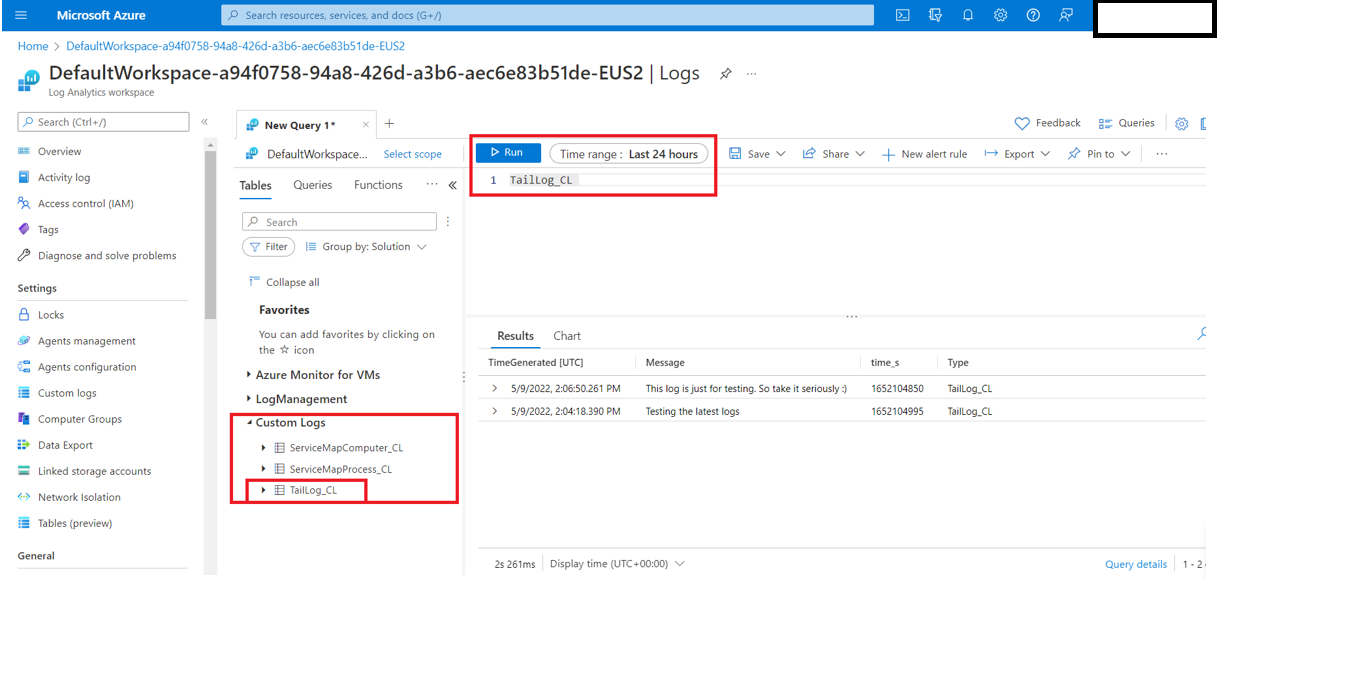 Microsoft Azure
Search resources, services, and docs (G+/)
Home > DefaultWorkspace-a94f0758-94a8-426d-a3b6-aec6e83b51de-EUS2
DefaultWorkspace-a94f0758-94a8-426d-a3b6-aec6e83b51de-EUS2 | Logs
Log Analytics workspace
Search (Ctrl+/)
Overview
Activity log
Access control (IAM)
Tags
Diagnose and solve problems
Settings
Locks
Agents management
Agents configuration
Custom logs
Computer Groups
Data Export
Linked storage accounts
Network Isolation
Tables (preview)
General
New Query 1*
Feedback
Queries
DefaultWorkspace...
Select scope
Run
Time range : Last 24 hours
Save
Share
New alert rule
Export
Pin to
Tables
Queries
Functions
Search
Filter
Group by: Solution
Collapse all
Favorites
You can add favorites by clicking on
the ☆ icon
Azure Monitor for VMs
LogManagement
Custom Logs
ServiceMapComputer_CL
ServiceMapProcess_CL
TailLog_CL
1 TailLog_CL
Results
Chart
TimeGenerated [UTC] Message time_s Type
5/9/2022, 2:06:50.261 PM This log is just for testing. So take it seriously :) 1652104850 TailLog_CL
5/9/2022, 2:04:18.390 PM Testing the latest logs 1652104995 TailLog_CL
2s 261ms
Display time (UTC+00:00)
Query details
1 - 2